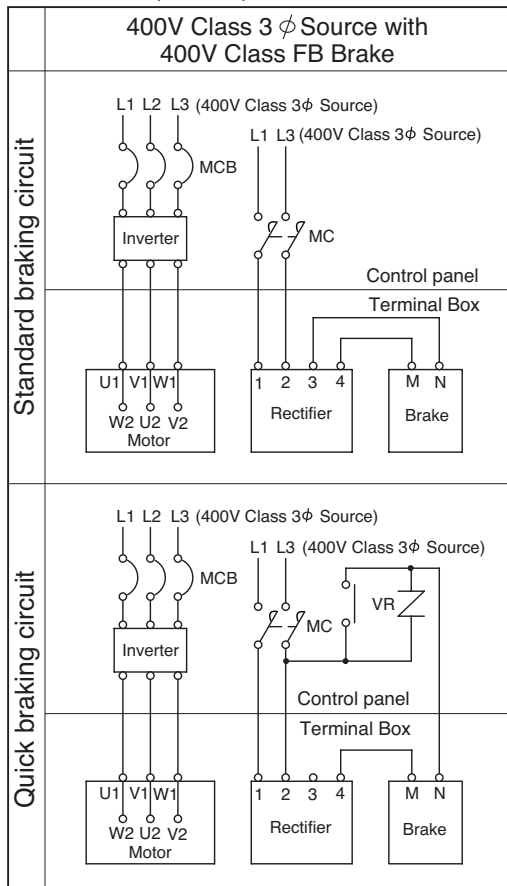 400V Class 3 ϕ Source with
400V Class FB Brake
Standard braking circuit
L1 L2 L3 (400V Class 3ϕ Source)
L1 L3 (400V Class 3ϕ Source)
MCB
Inverter
MC
Control panel
Terminal Box
U1 V1 W1
W2 U2 V2
Motor
1 2 3 4
Rectifier
M N
Brake
Quick braking circuit
L1 L2 L3 (400V Class 3ϕ Source)
L1 L3 (400V Class 3ϕ Source)
MCB
VR
MC
Inverter
Control panel
Terminal Box
U1 V1 W1
W2 U2 V2
Motor
1 2 3 4
Rectifier
M N
Brake